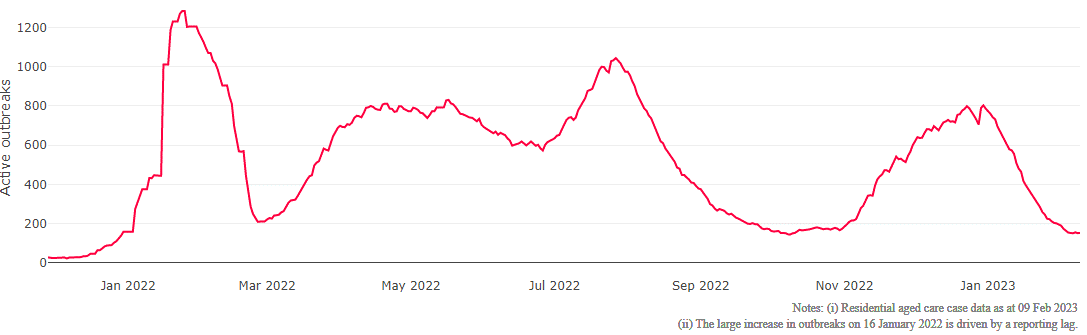 Active outbreaks
1200
1000
800
600
400
200
0
Jan 2022 Mar 2022 May 2022 Jul 2022 Sep 2022 Nov 2022 Jan 2023
Notes: (i) Residential aged care case data as at 09 Feb 2023
(ii) The large increase in outbreaks on 16 January 2022 is driven by a reporting lag.